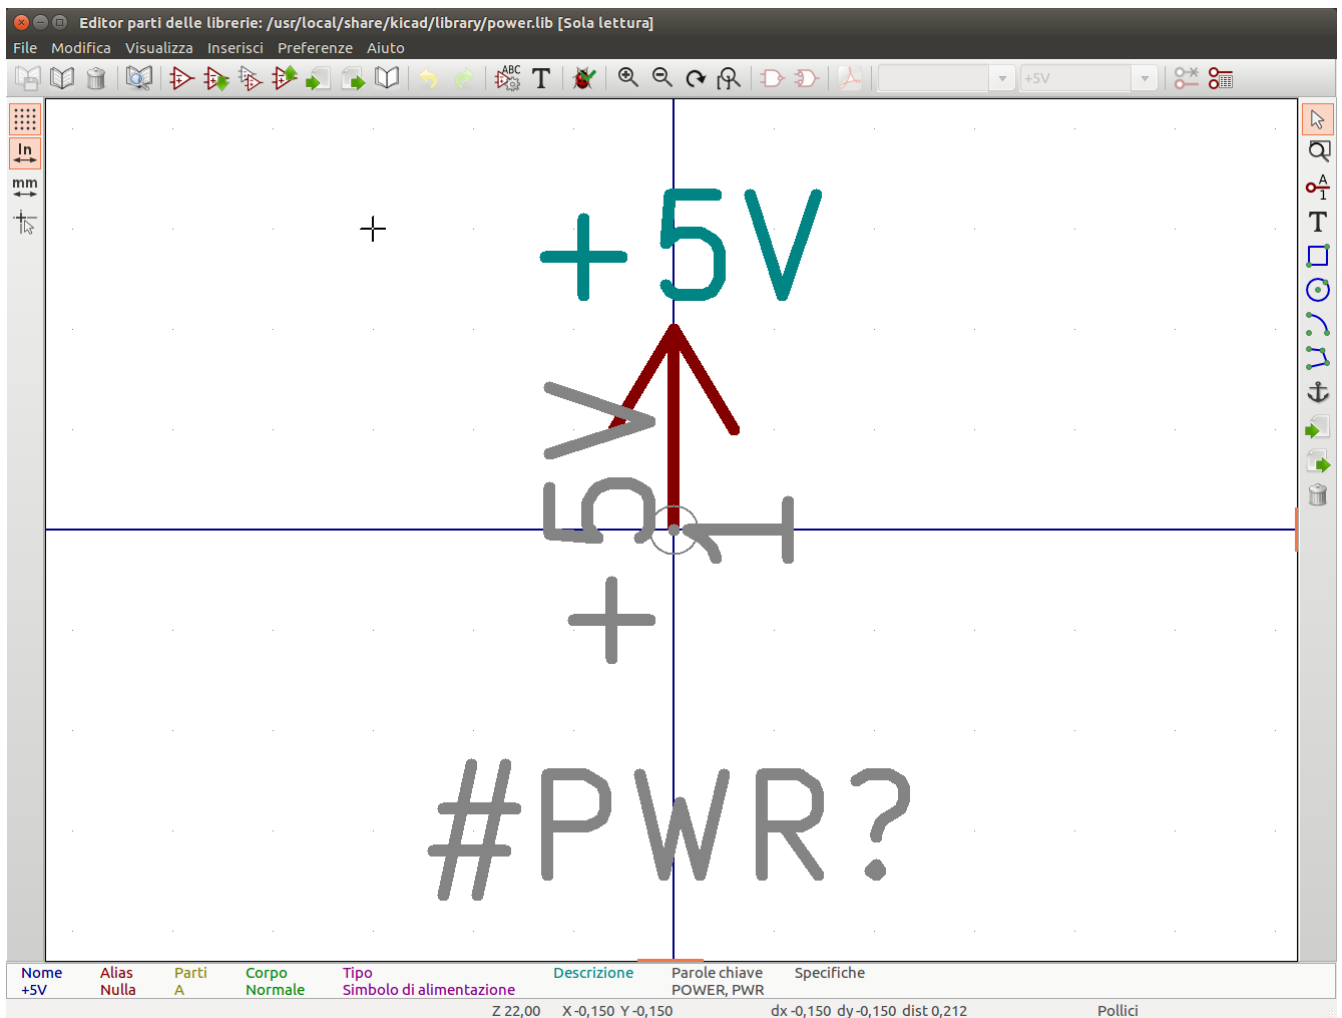 Editor parti delle librerie: /usr/local/share/kicad/library/power.lib [Sola lettura]
File Modifica Visualizza Inserisci Preferenze Aiuto
ABC
T
+5V
In
mm
A
1
T
+5V
+5V
1
#PWR?
Nome Alias Parti Corpo Tipo Descrizione Parole chiave Specifiche
+5V Nulla A Normale Simbolo di alimentazione POWER, PWR
Z 22,00 X -0,150 Y -0,150 dx -0,150 dy -0,150 dist 0,212 Pollici